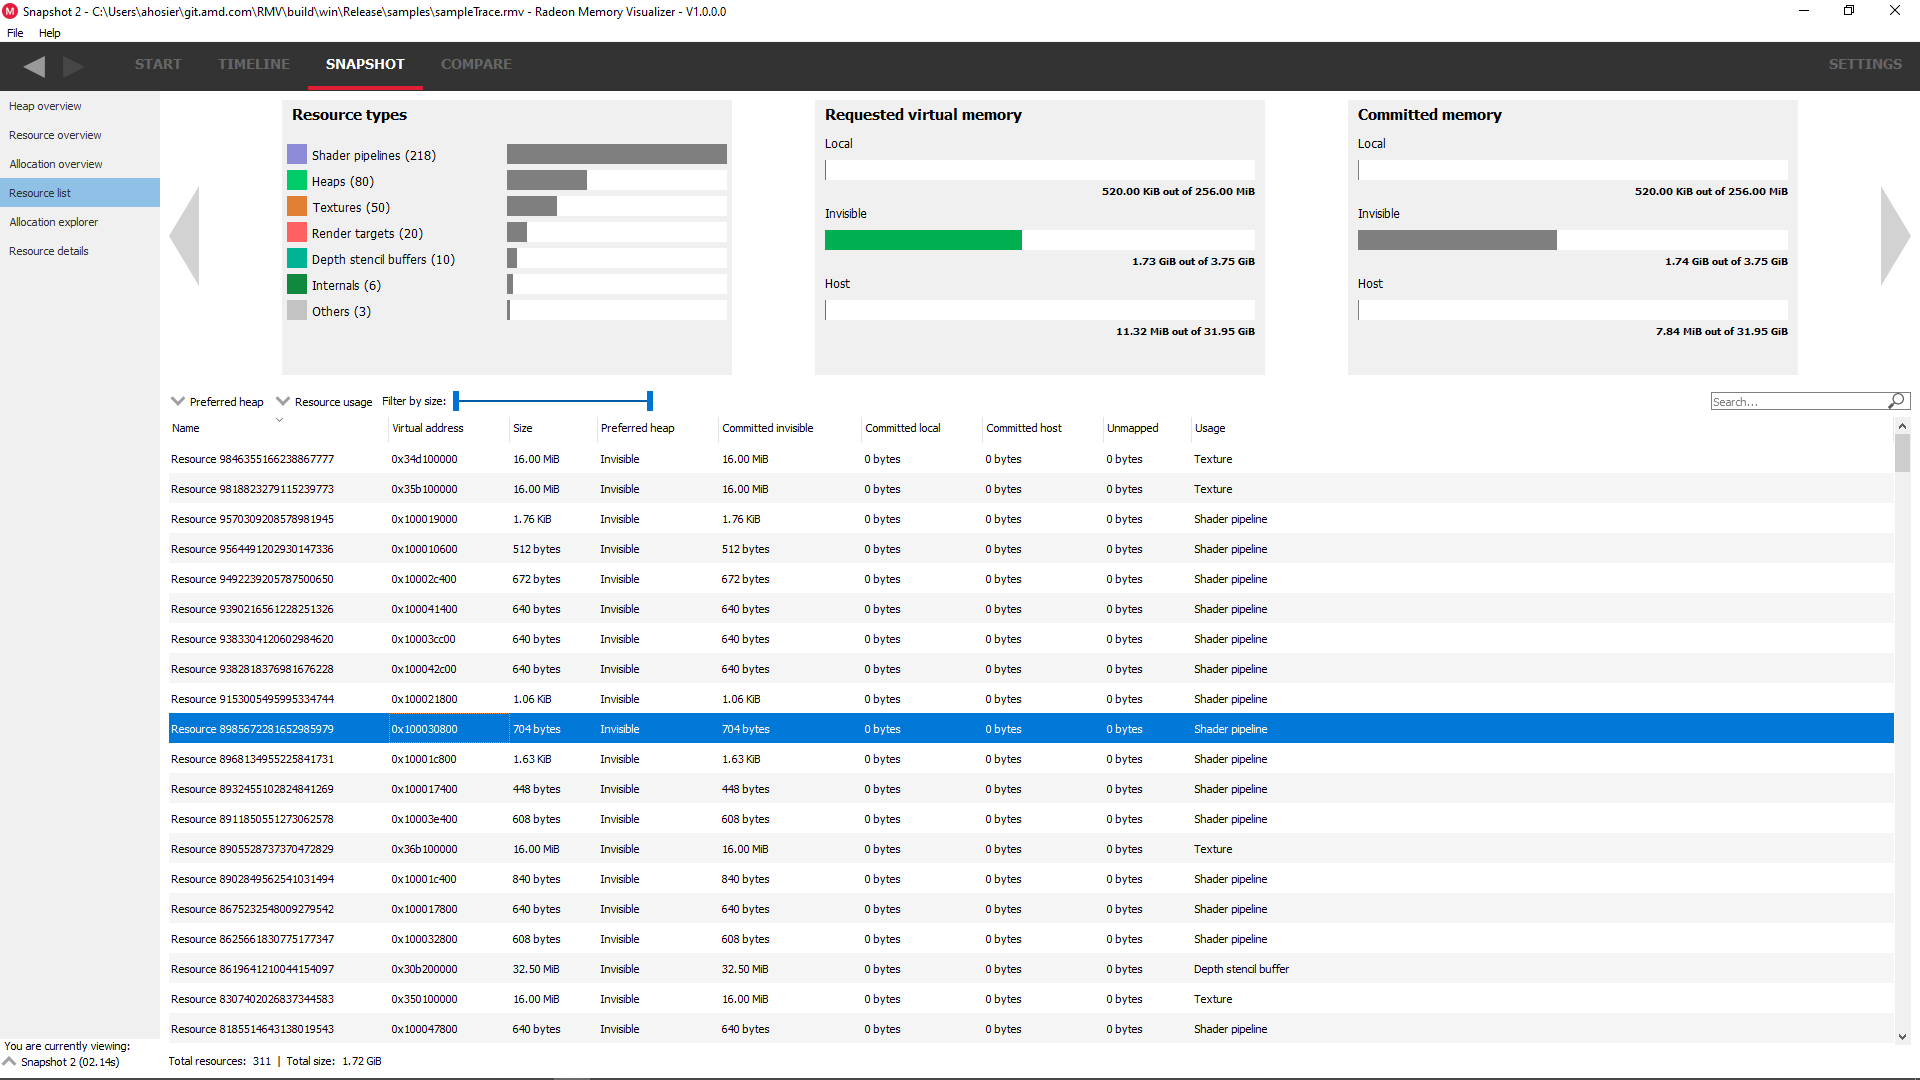 Snapshot 2 - C:\Users\ahosier\git.amd.com\RMV\build\win\Release\samples\sampleTrace.rmv - Radeon Memory Visualizer - V1.0.0.0
File Help
START TIMELINE SNAPSHOT COMPARE SETTINGS
Heap overview
Resource overview
Allocation overview
Resource list
Allocation explorer
Resource details
Resource types
Shader pipelines (218)
Heaps (80)
Textures (50)
Render targets (20)
Depth stencil buffers (10)
Internals (6)
Others (3)
Requested virtual memory
Local
520.00 KiB out of 256.00 MiB
Invisible
1.73 GiB out of 3.75 GiB
Host
11.32 MiB out of 31.95 GiB
Committed memory
Local
520.00 KiB out of 256.00 MiB
Invisible
1.74 GiB out of 3.75 GiB
Host
7.84 MiB out of 31.95 GiB
Preferred heap Resource usage Filter by size: Search...
Name Virtual address Size Preferred heap Committed invisible Committed local Committed host Unmapped Usage
Resource 9846355166238867777 0x34d100000 16.00 MiB Invisible 16.00 MiB 0 bytes 0 bytes 0 bytes Texture
Resource 9818823279115239773 0x35b100000 16.00 MiB Invisible 16.00 MiB 0 bytes 0 bytes 0 bytes Texture
Resource 9570309208578981945 0x100019000 1.76 KiB Invisible 1.76 KiB 0 bytes 0 bytes 0 bytes Shader pipeline
Resource 9564491202930147336 0x100010600 512 bytes Invisible 512 bytes 0 bytes 0 bytes 0 bytes Shader pipeline
Resource 9492239205787500650 0x10002c400 672 bytes Invisible 672 bytes 0 bytes 0 bytes 0 bytes Shader pipeline
Resource 9390216561228251326 0x100041400 640 bytes Invisible 640 bytes 0 bytes 0 bytes 0 bytes Shader pipeline
Resource 9383304120602984620 0x10003cc00 640 bytes Invisible 640 bytes 0 bytes 0 bytes 0 bytes Shader pipeline
Resource 9382818376981676228 0x100042c00 640 bytes Invisible 640 bytes 0 bytes 0 bytes 0 bytes Shader pipeline
Resource 9153005495995334744 0x100021800 1.06 KiB Invisible 1.06 KiB 0 bytes 0 bytes 0 bytes Shader pipeline
Resource 8985672281652985979 0x100030800 704 bytes Invisible 704 bytes 0 bytes 0 bytes 0 bytes Shader pipeline
Resource 8968134955225841731 0x10001c800 1.63 KiB Invisible 1.63 KiB 0 bytes 0 bytes 0 bytes Shader pipeline
Resource 8932455102824841269 0x100017400 448 bytes Invisible 448 bytes 0 bytes 0 bytes 0 bytes Shader pipeline
Resource 8911850551273062578 0x10003e400 608 bytes Invisible 608 bytes 0 bytes 0 bytes 0 bytes Shader pipeline
Resource 8905528737370472829 0x36b100000 16.00 MiB Invisible 16.00 MiB 0 bytes 0 bytes 0 bytes Texture
Resource 8902849562541031494 0x10001c400 840 bytes Invisible 840 bytes 0 bytes 0 bytes 0 bytes Shader pipeline
Resource 8675232548009279542 0x100017800 640 bytes Invisible 640 bytes 0 bytes 0 bytes 0 bytes Shader pipeline
Resource 8625661830775177347 0x100032800 608 bytes Invisible 608 bytes 0 bytes 0 bytes 0 bytes Shader pipeline
Resource 8619641210044154097 0x30b200000 32.50 MiB Invisible 32.50 MiB 0 bytes 0 bytes 0 bytes Depth stencil buffer
Resource 8307402026837344583 0x350100000 16.00 MiB Invisible 16.00 MiB 0 bytes 0 bytes 0 bytes Texture
Resource 8185514643138019543 0x100047800 640 bytes Invisible 640 bytes 0 bytes 0 bytes 0 bytes Shader pipeline
You are currently viewing:
Snapshot 2 (02.14s)
Total resources: 311 | Total size: 1.72 GiB